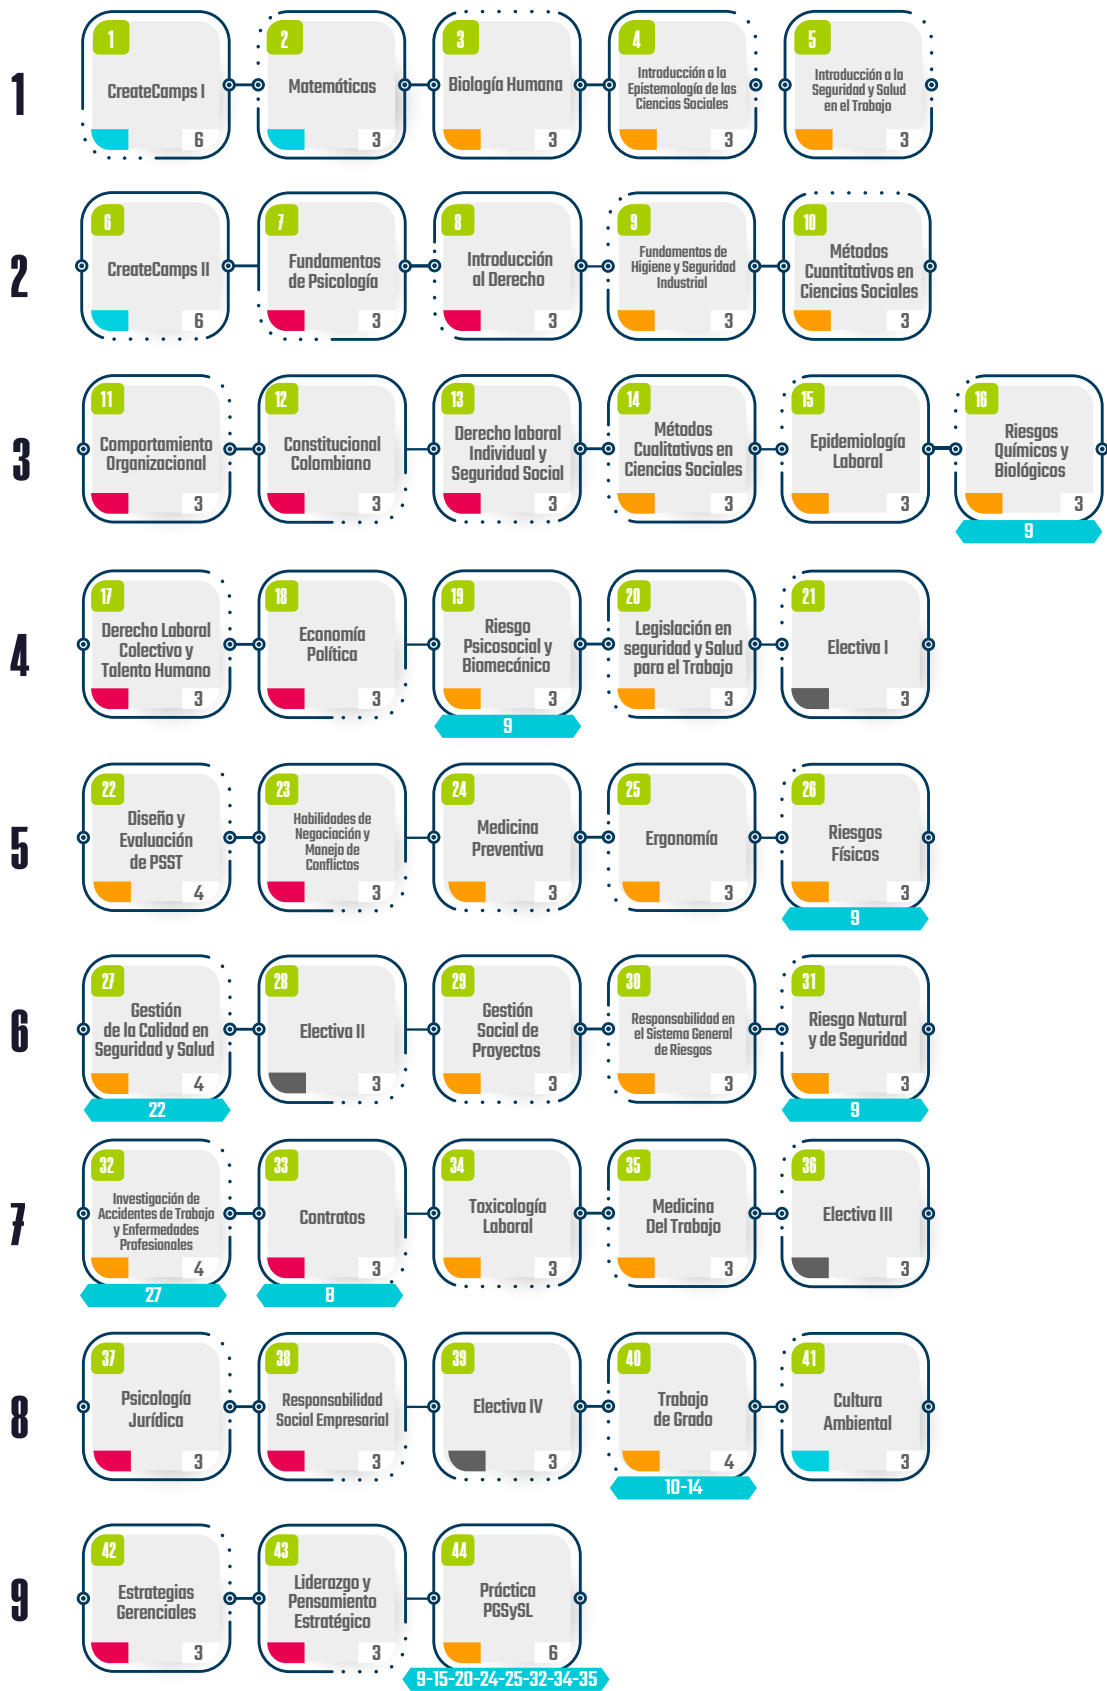 1
1
CreateCamps I
6
2
Matemáticas
3
3
Biología Humana
3
4
Introducción a la
Epistemología de las
Ciencias Sociales
3
5
Introducción a la
Seguridad y Salud
en el Trabajo
3
2
6
CreateCamps II
6
7
Fundamentos
de Psicología
3
8
Introducción
al Derecho
3
9
Fundamentos de
Higiene y Seguridad
Industrial
3
10
Métodos
Cuantitativos en
Ciencias Sociales
3
3
11
Comportamiento
Organizacional
3
12
Constitucional
Colombiano
3
13
Derecho laboral
Individual y
Seguridad Social
3
14
Métodos
Cualitativos en
Ciencias Sociales
3
15
Epidemiología
Laboral
3
16
Riesgos
Químicos y
Biológicos
3
9
4
17
Derecho Laboral
Colectivo y
Talento Humano
3
18
Economía
Política
3
19
Riesgo
Psicosocial y
Biomecánico
3
9
20
Legislación en
seguridad y Salud
para el Trabajo
3
21
Electiva I
3
5
22
Diseño y
Evaluación
de PSST
4
23
Habilidades de
Negociación y
Manejo de
Conflictos
3
24
Medicina
Preventiva
3
25
Ergonomía
3
26
Riesgos
Físicos
3
9
6
27
Gestión
de la Calidad en
Seguridad y Salud
4
22
28
Electiva II
3
29
Gestión
Social de
Proyectos
3
30
Responsabilidad en
el Sistema General
de Riesgos
3
31
Riesgo Natural
y de Seguridad
3
9
7
32
Investigación de
Accidentes de Trabajo
y Enfermedades
Profesionales
4
27
33
Contratos
3
8
34
Toxicología
Laboral
3
35
Medicina
Del Trabajo
3
36
Electiva III
3
8
37
Psicología
Jurídica
3
38
Responsabilidad
Social Empresarial
3
39
Electiva IV
3
40
Trabajo
de Grado
4
10-14
41
Cultura
Ambiental
3
9
42
Estrategias
Gerenciales
3
43
Liderazgo y
Pensamiento
Estratégico
3
44
Práctica
PGSySL
6
9-15-20-24-25-32-34-35